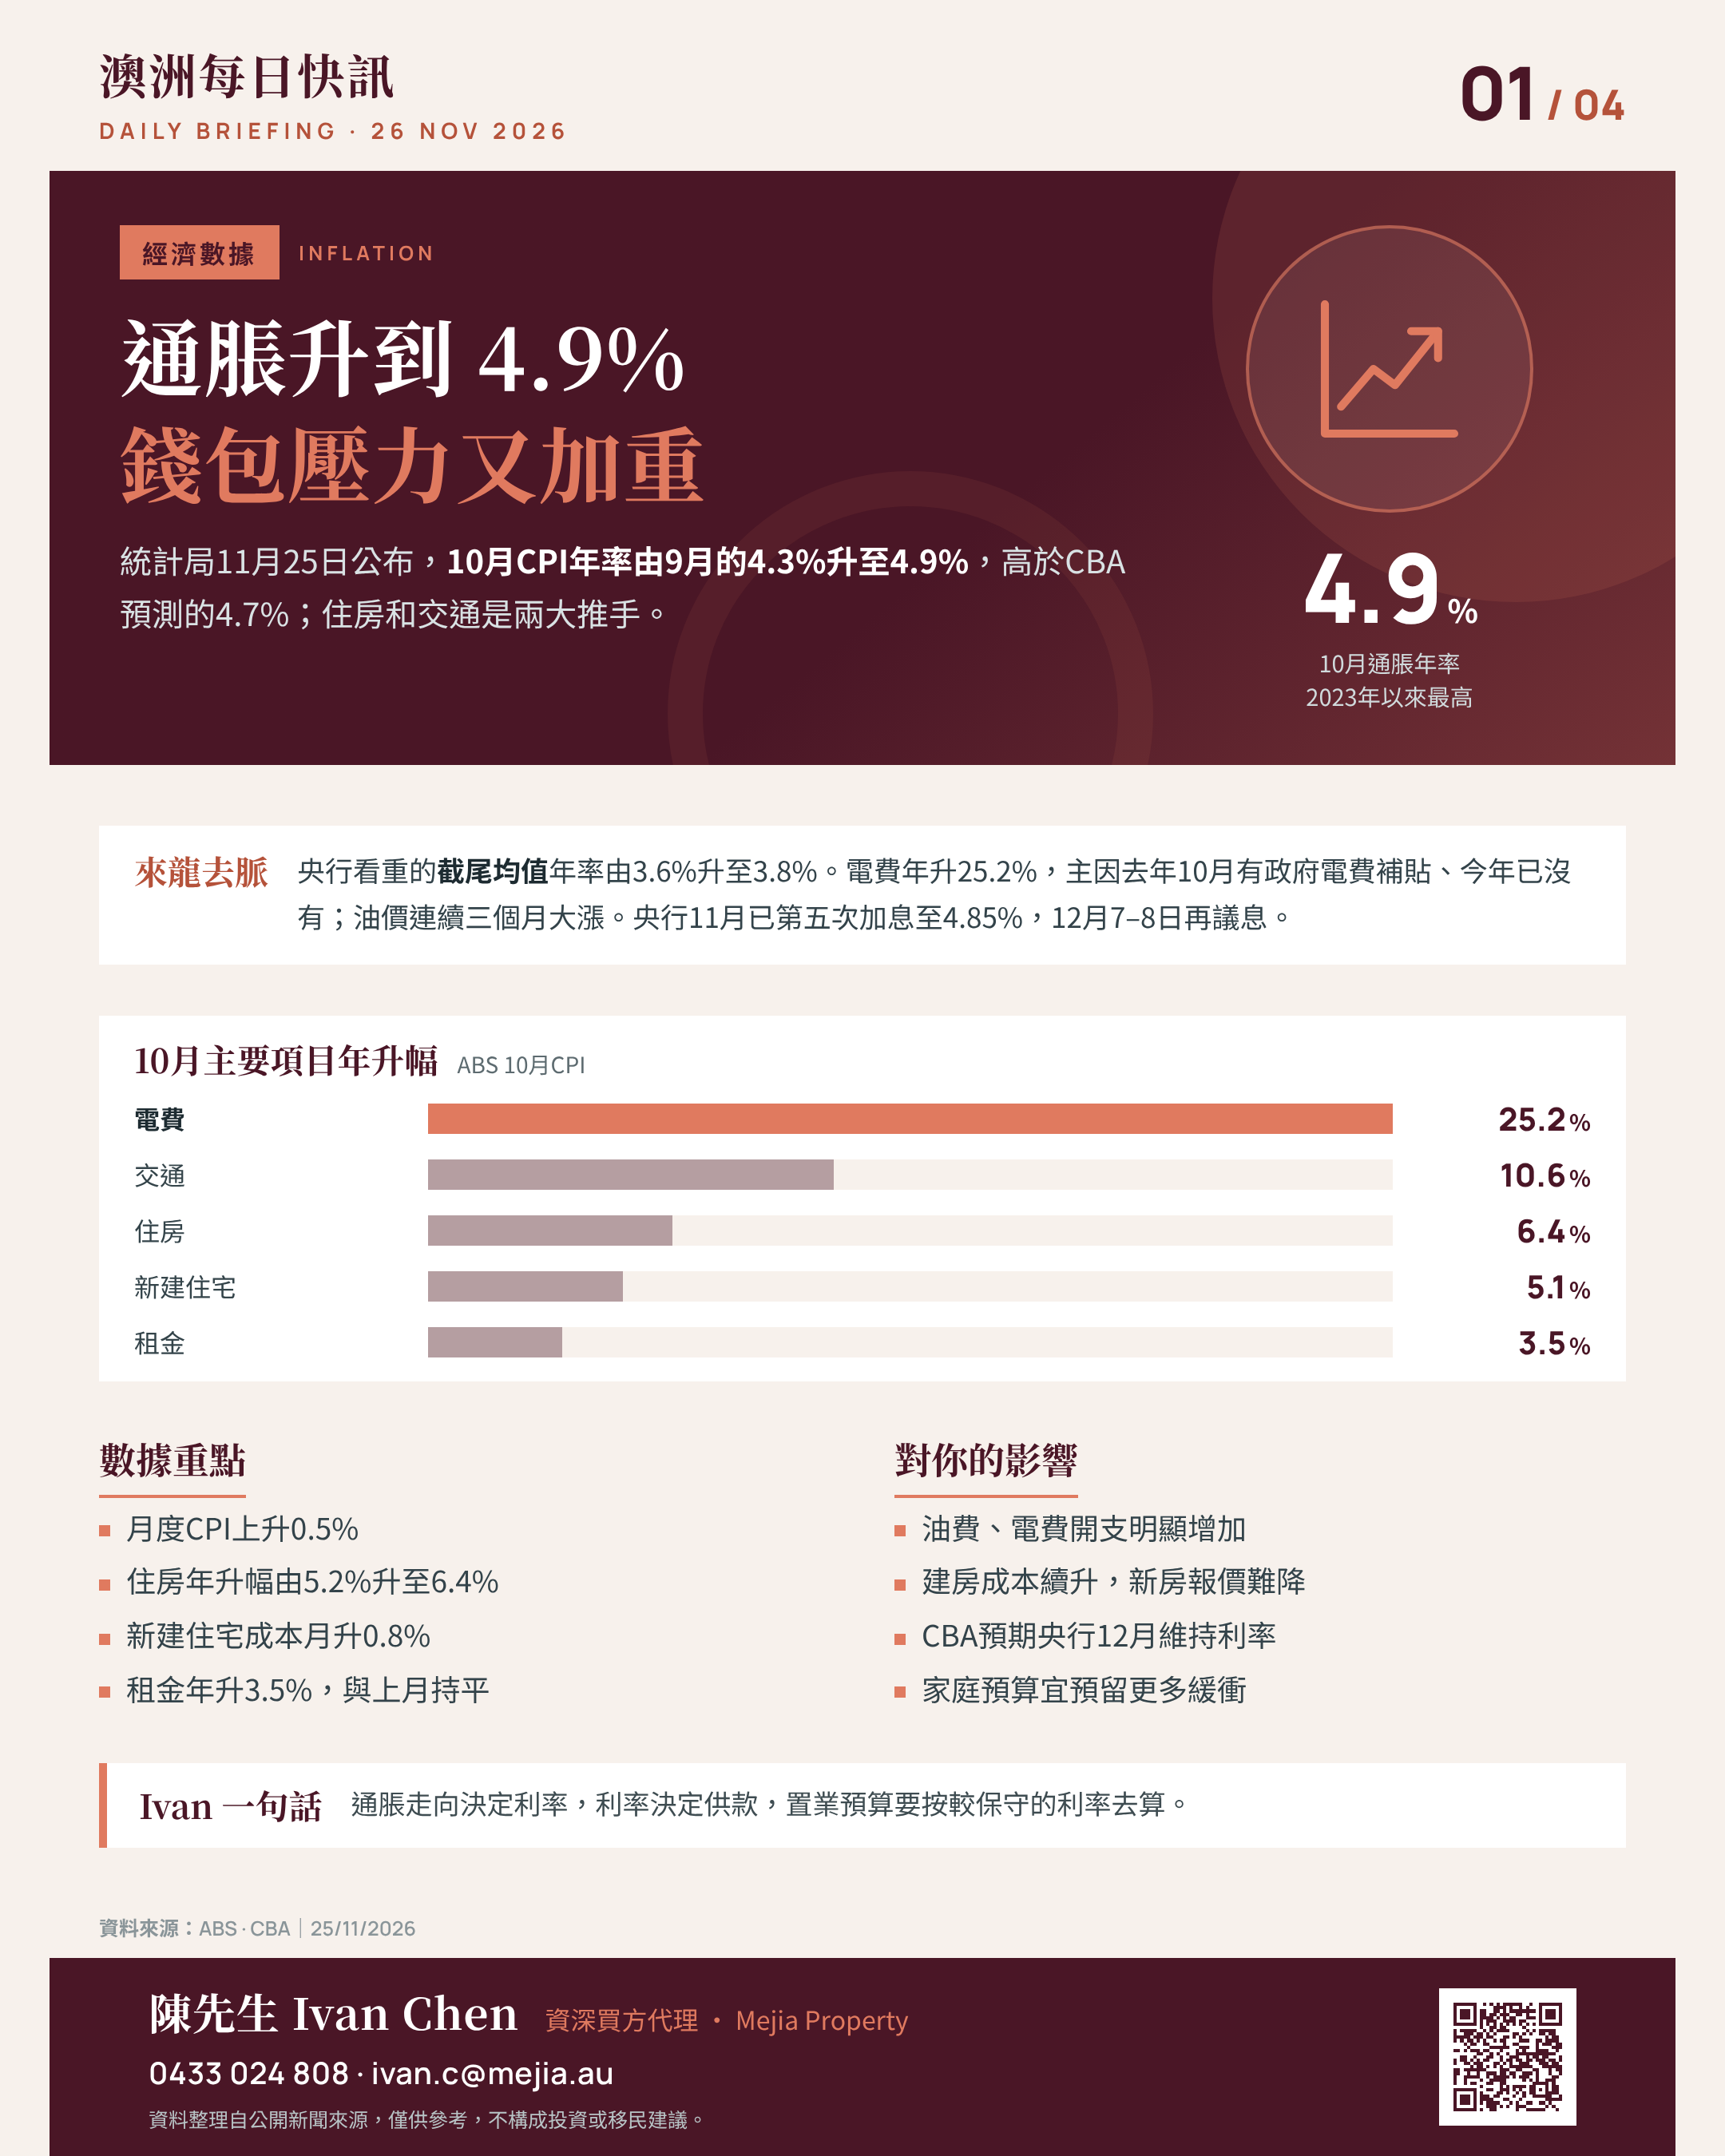 澳洲每日快訊
DAILY BRIEFING · 26 NOV 2026
01 / 04
經濟數據 INFLATION
通脹升到 4.9%
錢包壓力又加重
統計局11月25日公布，10月CPI年率由9月的4.3%升至4.9%，高於CBA
預測的4.7%；住房和交通是兩大推手。
4.9%
10月通脹年率
2023年以來最高
來龍去脈
央行看重的截尾均值年率由3.6%升至3.8%。電費年升25.2%，主因去年10月有政府電費補貼、今年已沒
有；油價連續三個月大漲。央行11月已第五次加息至4.85%，12月7–8日再議息。
10月主要項目年升幅 ABS 10月CPI
電費 25.2%
交通 10.6%
住房 6.4%
新建住宅 5.1%
租金 3.5%
數據重點
月度CPI上升0.5%
住房年升幅由5.2%升至6.4%
新建住宅成本月升0.8%
租金年升3.5%，與上月持平
對你的影響
油費、電費開支明顯增加
建房成本續升，新房報價難降
CBA預期央行12月維持利率
家庭預算宜預留更多緩衝
Ivan 一句話 通脹走向決定利率，利率決定供款，置業預算要按較保守的利率去算。
資料來源：ABS · CBA｜25/11/2026
陳先生 Ivan Chen 資深買方代理 · Mejia Property
0433 024 808 · ivan.c@mejia.au
資料整理自公開新聞來源，僅供參考，不構成投資或移民建議。